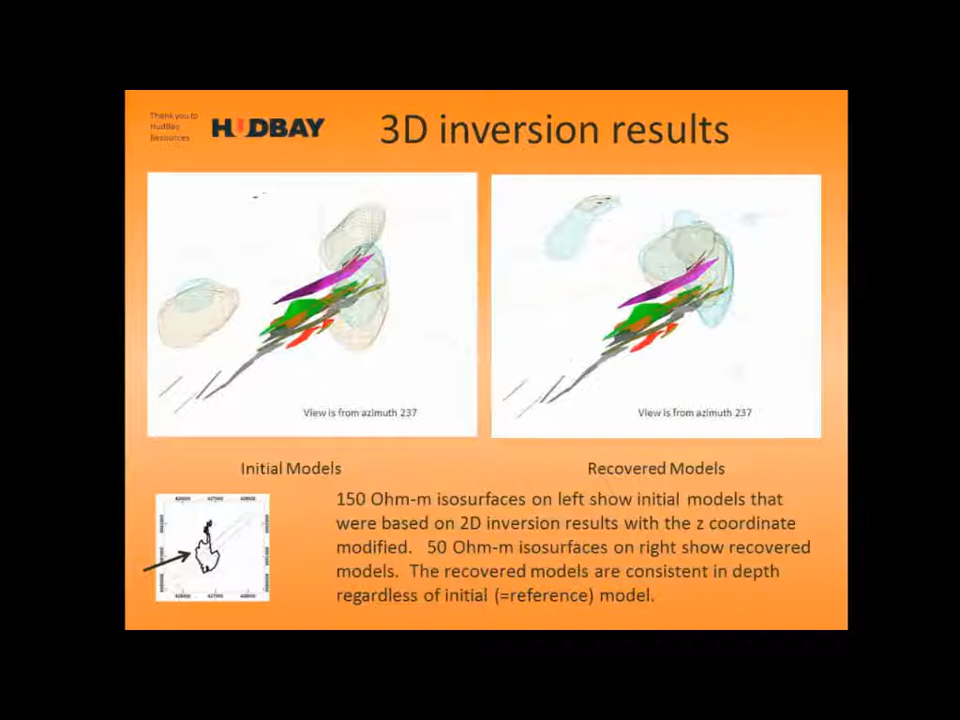 Thank you to
HudBay
Resources
HUDBAY
3D inversion results
View is from azimuth 237
View is from azimuth 237
Initial Models
Recovered Models
150 Ohm-m isosurfaces on left show initial models that
were based on 2D inversion results with the z coordinate
modified. 50 Ohm-m isosurfaces on right show recovered
models. The recovered models are consistent in depth
regardless of initial (=reference) model.